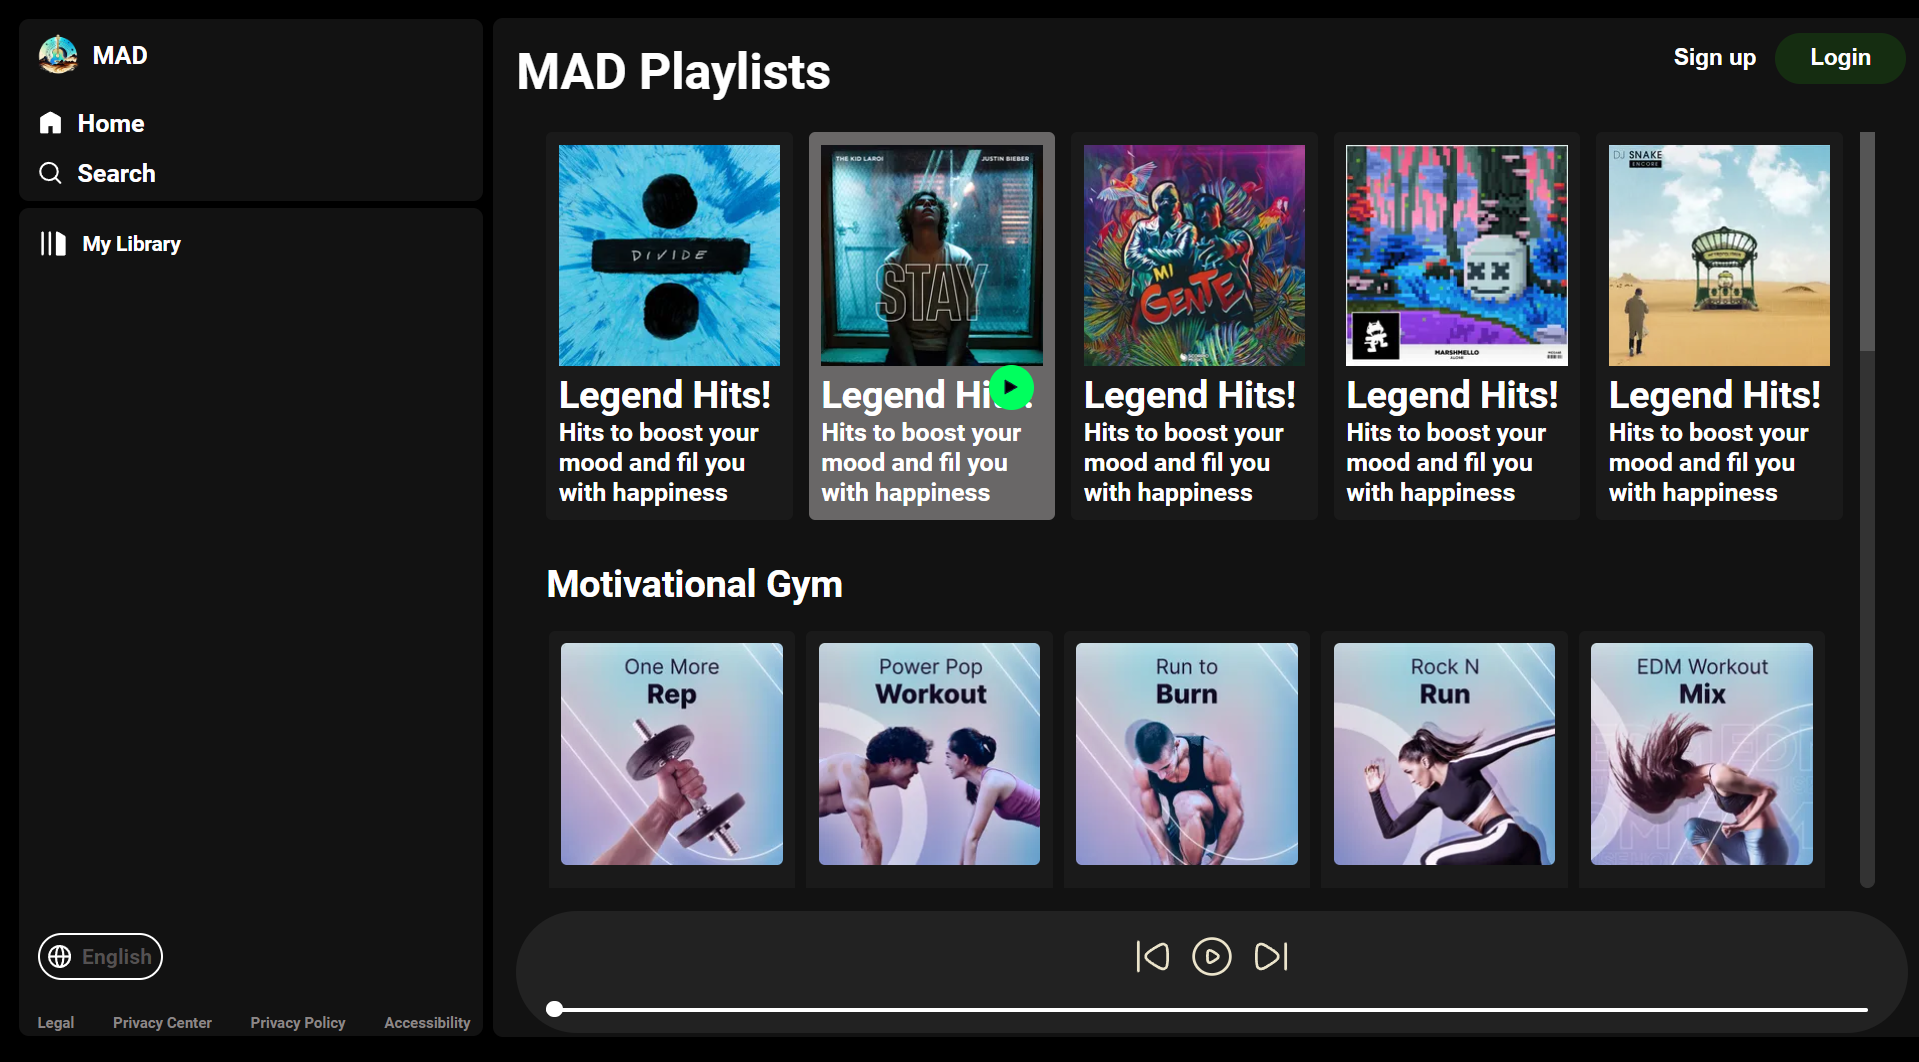 MAD
Home
Search
My Library
English
Legal Privacy Center Privacy Policy Accessibility
MAD Playlists
Sign up Login
DIVIDE
Legend Hits!
Hits to boost your
mood and fil you
with happiness
THE KID LAROI JUSTIN BIEBER
STAY
Legend Hi
Hits to boost your
mood and fil you
with happiness
MI
GENTE
Legend Hits!
Hits to boost your
mood and fil you
with happiness
MARSHMELLO
ALONE
Legend Hits!
Hits to boost your
mood and fil you
with happiness
DJ SNAKE
ENCORE
Legend Hits!
Hits to boost your
mood and fil you
with happiness
Motivational Gym
One More
Rep
Power Pop
Workout
Run to
Burn
Rock N
Run
EDM Workout
Mix